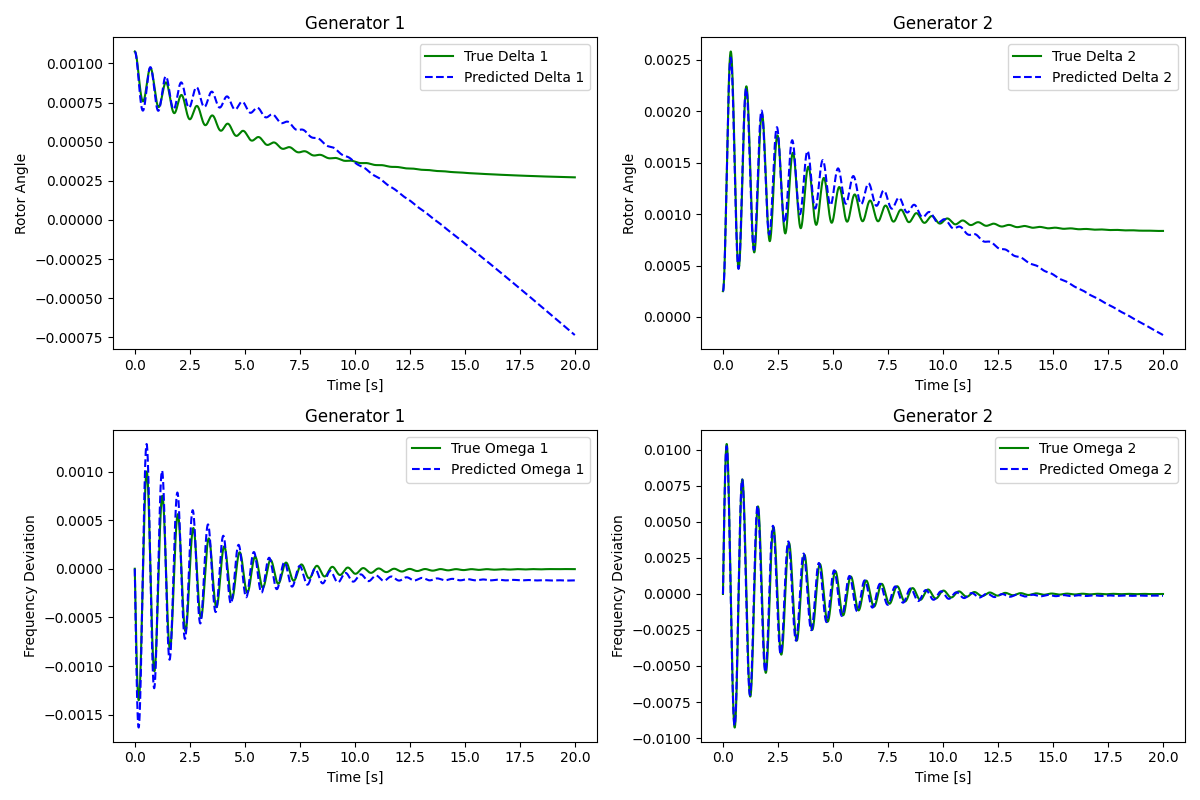 Generator 1
Rotor Angle
0.00100
0.00075
0.00050
0.00025
0.00000
−0.00025
−0.00050
−0.00075
True Delta 1
Predicted Delta 1
0.0 2.5 5.0 7.5 10.0 12.5 15.0 17.5 20.0
Time [s]
Generator 2
Rotor Angle
0.0025
0.0020
0.0015
0.0010
0.0005
0.0000
True Delta 2
Predicted Delta 2
0.0 2.5 5.0 7.5 10.0 12.5 15.0 17.5 20.0
Time [s]
Generator 1
Frequency Deviation
0.0010
0.0005
0.0000
−0.0005
−0.0010
−0.0015
True Omega 1
Predicted Omega 1
0.0 2.5 5.0 7.5 10.0 12.5 15.0 17.5 20.0
Time [s]
Generator 2
Frequency Deviation
0.0100
0.0075
0.0050
0.0025
0.0000
−0.0025
−0.0050
−0.0075
−0.0100
True Omega 2
Predicted Omega 2
0.0 2.5 5.0 7.5 10.0 12.5 15.0 17.5 20.0
Time [s]